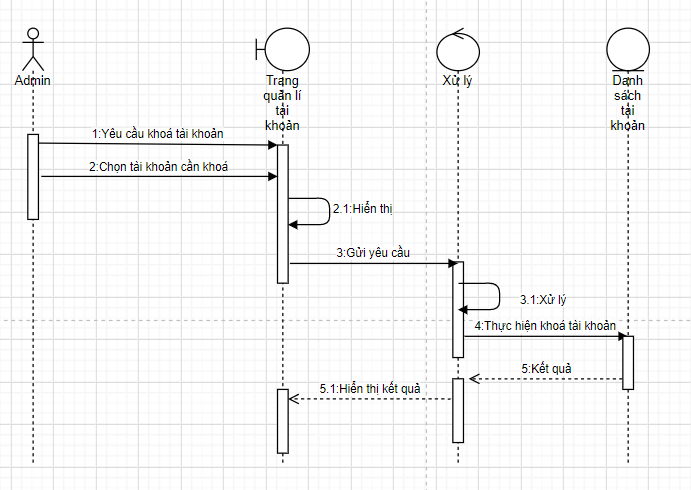 Admin
Trang
quản lí
tài
khoản
Xử lý
Danh
sách
tài
khoản
1:Yêu cầu khoá tài khoản
2:Chọn tài khoản cần khoá
2.1:Hiển thị
3:Gửi yêu cầu
3.1:Xử lý
4:Thực hiện khoá tài khoản
5:Kết quả
5.1:Hiển thị kết quả